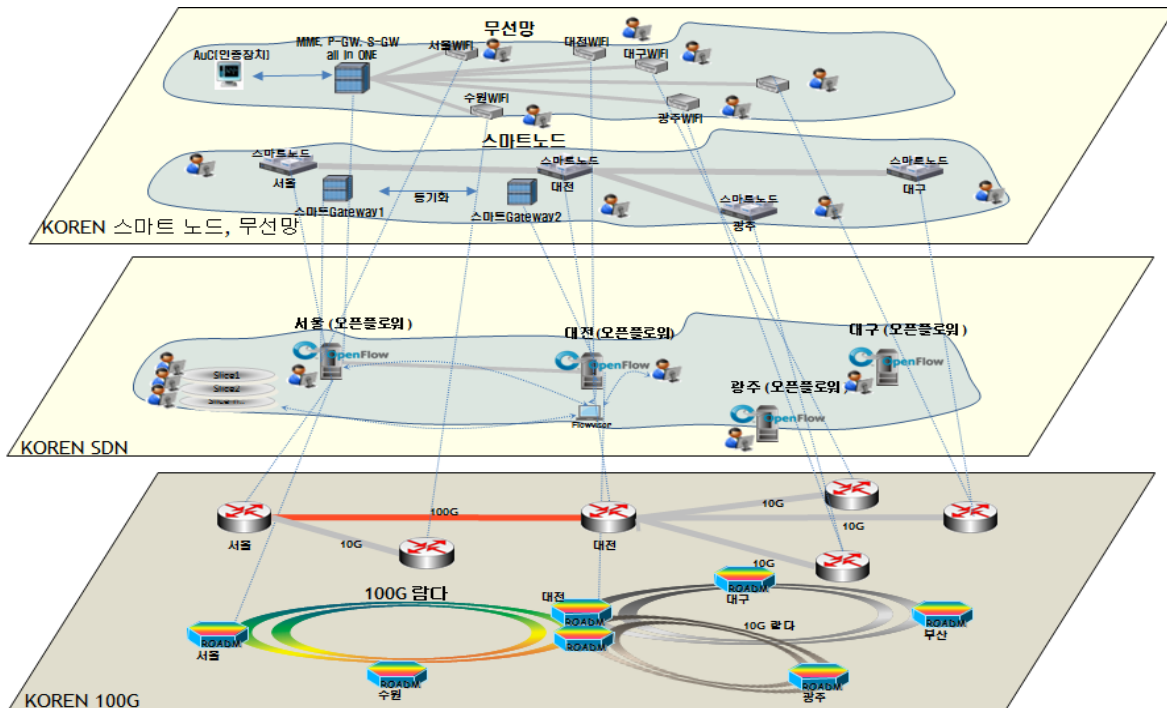 무선망
MME, P-GW, S-GW
all in ONE
AuC[인증장치]
서울WIFI
대전WIFI
대구WIFI
수원WIFI
광주WIFI
스마트노드
스마트노드
서울
스마트노드
대전
스마트노드
대구
스마트노드
광주
스마트Gateway1
동기화
스마트Gateway2
KOREN 스마트 노드, 무선망
서울 (오픈플로워)
OpenFlow
대전 (오픈플로워)
OpenFlow
대구 (오픈플로워)
OpenFlow
광주 (오픈플로워)
OpenFlow
Slice1
Slice2
Flowvisor
KOREN SDN
서울
100G
10G
대전
10G
10G
10G
100G 람다
대전
ROADM
ROADM
서울
ROADM
수원
ROADM
대구
ROADM
부산
10G 람다
ROADM
ROADM
광주
KOREN 100G